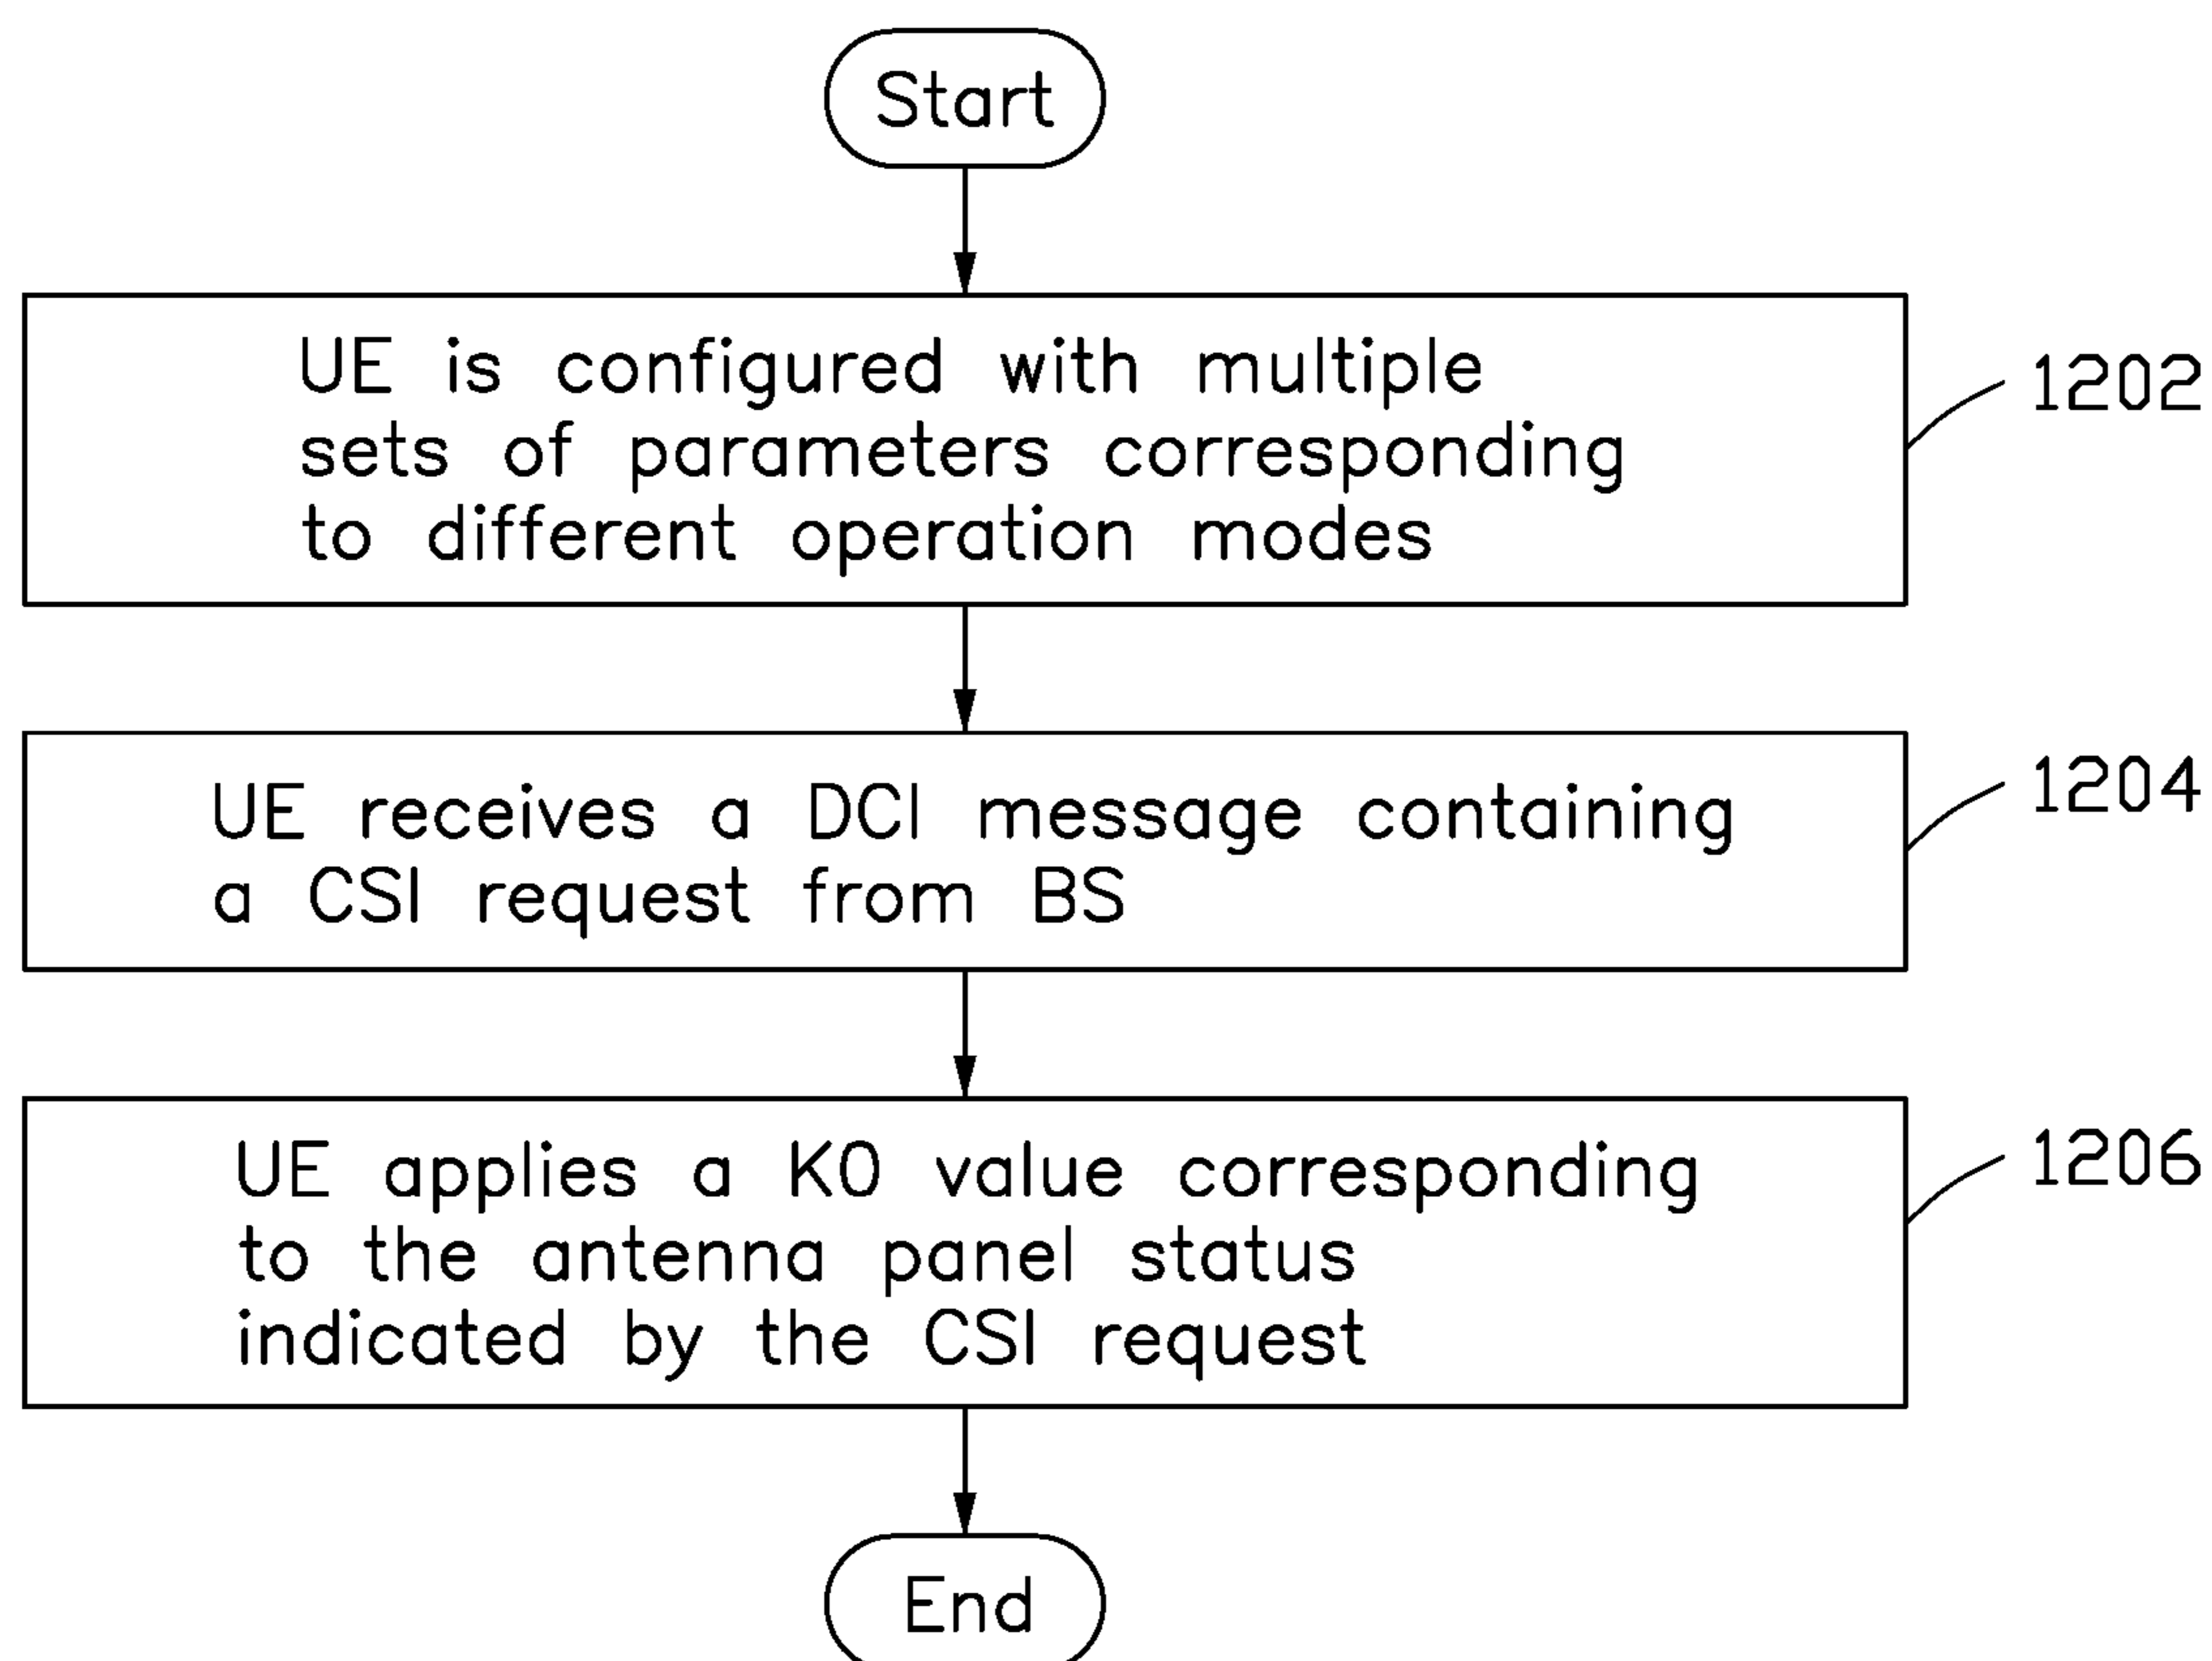 Start
UE is configured with multiple
sets of parameters corresponding
to different operation modes
1202
UE receives a DCI message containing
a CSI request from BS
1204
UE applies a K0 value corresponding
to the antenna panel status
indicated by the CSI request
1206
End